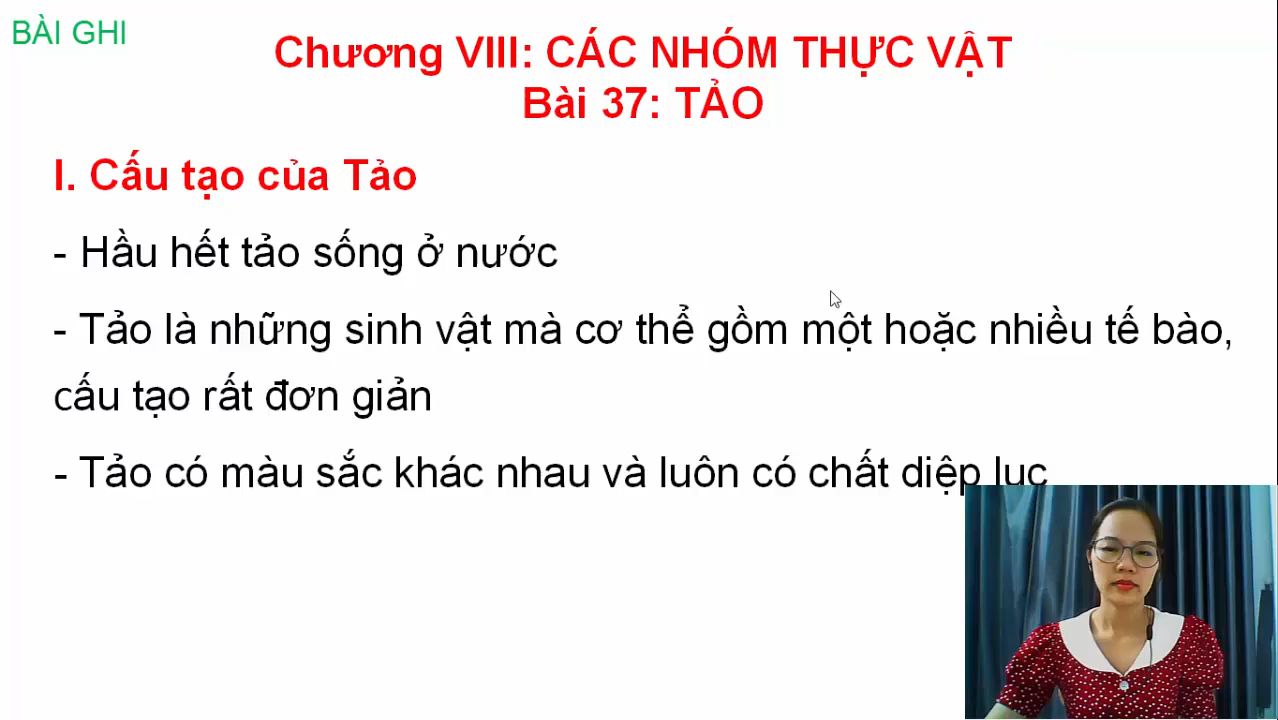 BÀI GHI
Chương VIII: CÁC NHÓM THỰC VẬT
Bài 37: TẢO
I. Cấu tạo của Tảo
- Hầu hết tảo sống ở nước
- Tảo là những sinh vật mà cơ thể gồm một hoặc nhiều tế bào,
cấu tạo rất đơn giản
- Tảo có màu sắc khác nhau và luôn có chất diệp lục